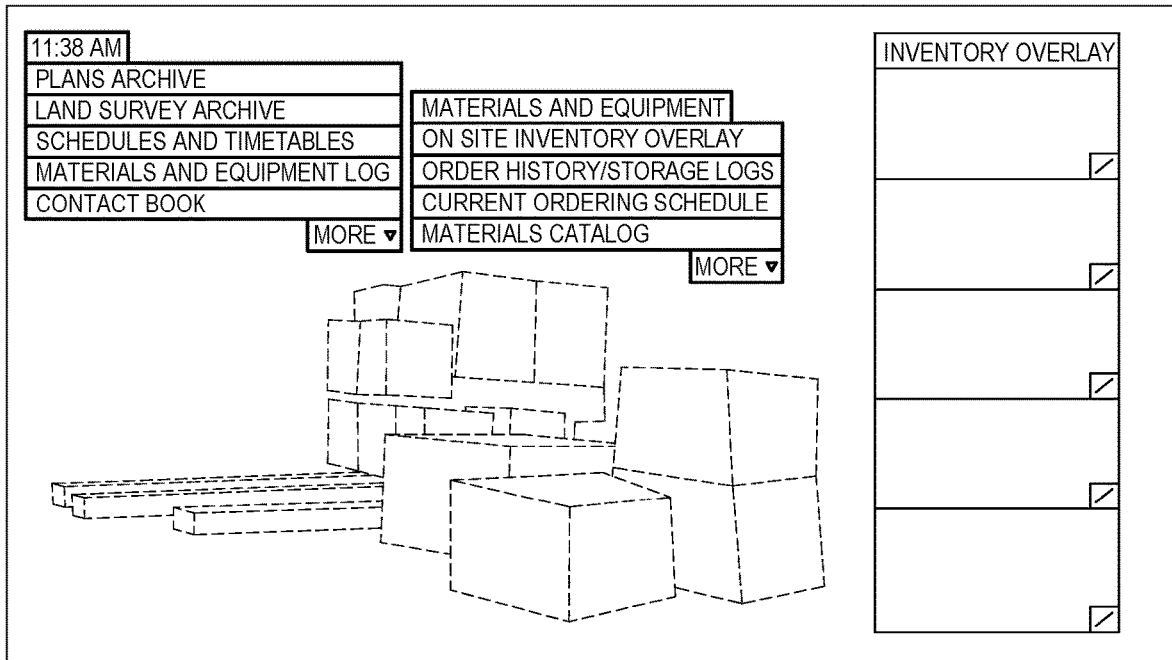 11:38 AM
PLANS ARCHIVE
LAND SURVEY ARCHIVE
SCHEDULES AND TIMETABLES
MATERIALS AND EQUIPMENT LOG
CONTACT BOOK
MORE ▼
MATERIALS AND EQUIPMENT
ON SITE INVENTORY OVERLAY
ORDER HISTORY/STORAGE LOGS
CURRENT ORDERING SCHEDULE
MATERIALS CATALOG
MORE ▼
INVENTORY OVERLAY